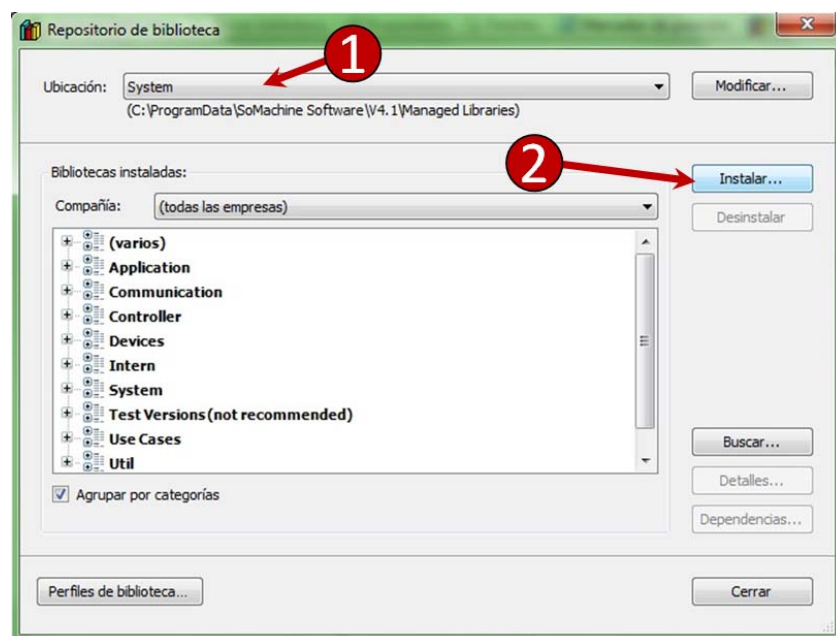 Repositorio de biblioteca
1
Ubicación: System Modificar...
(C:\ProgramData\SoMachine Software\V4.1\Managed Libraries)
2
Bibliotecas instaladas:
Instalar...
Compañía: (todas las empresas)
Desinstalar
(varios)
Application
Communication
Controller
Devices
Intern
System
Test Versions(not recommended)
Use Cases
Util
Buscar...
Agrupar por categorías
Detalles...
Dependencias...
Perfiles de biblioteca...
Cerrar